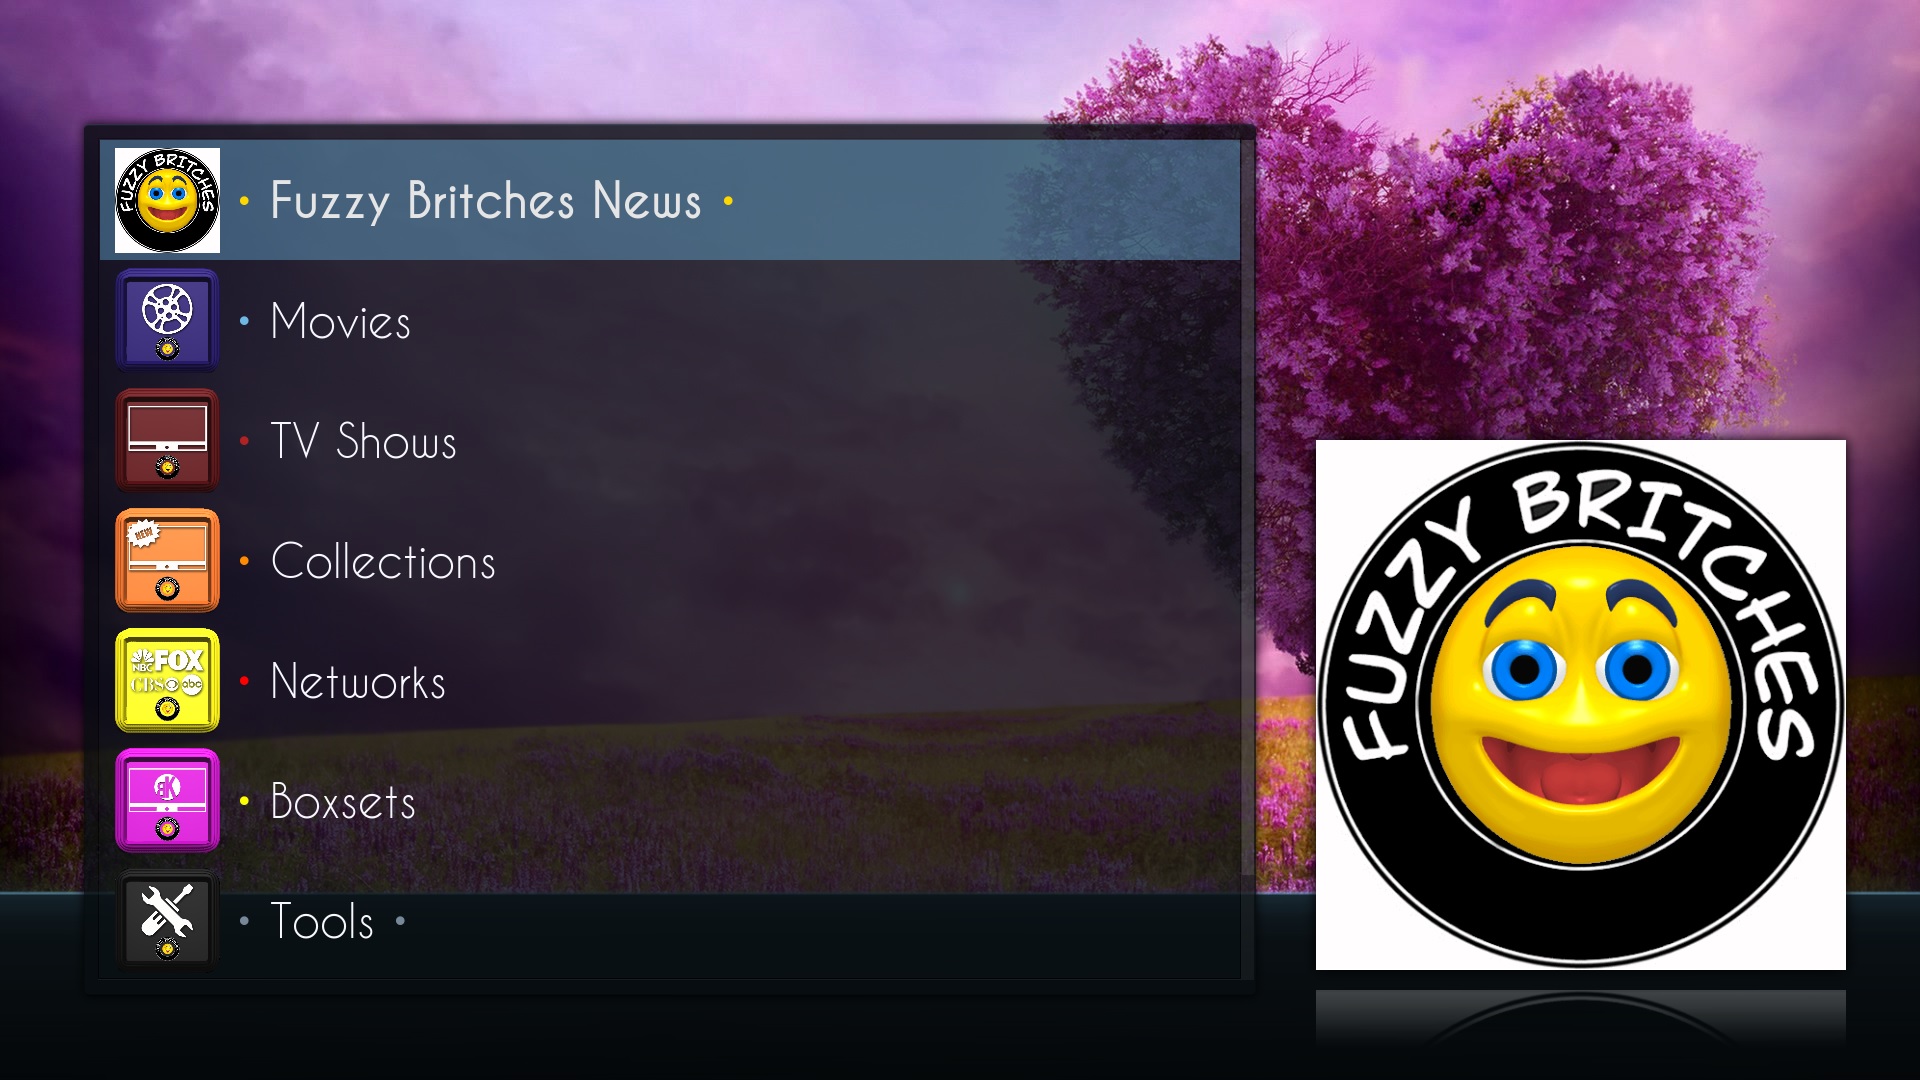 FUZZY BRITCHES
• Fuzzy Britches News •
• Movies
• TV Shows
NEW
• Collections
NBC FOX
CBS abc
• Networks
• Boxsets
• Tools •
FUZZY BRITCHES